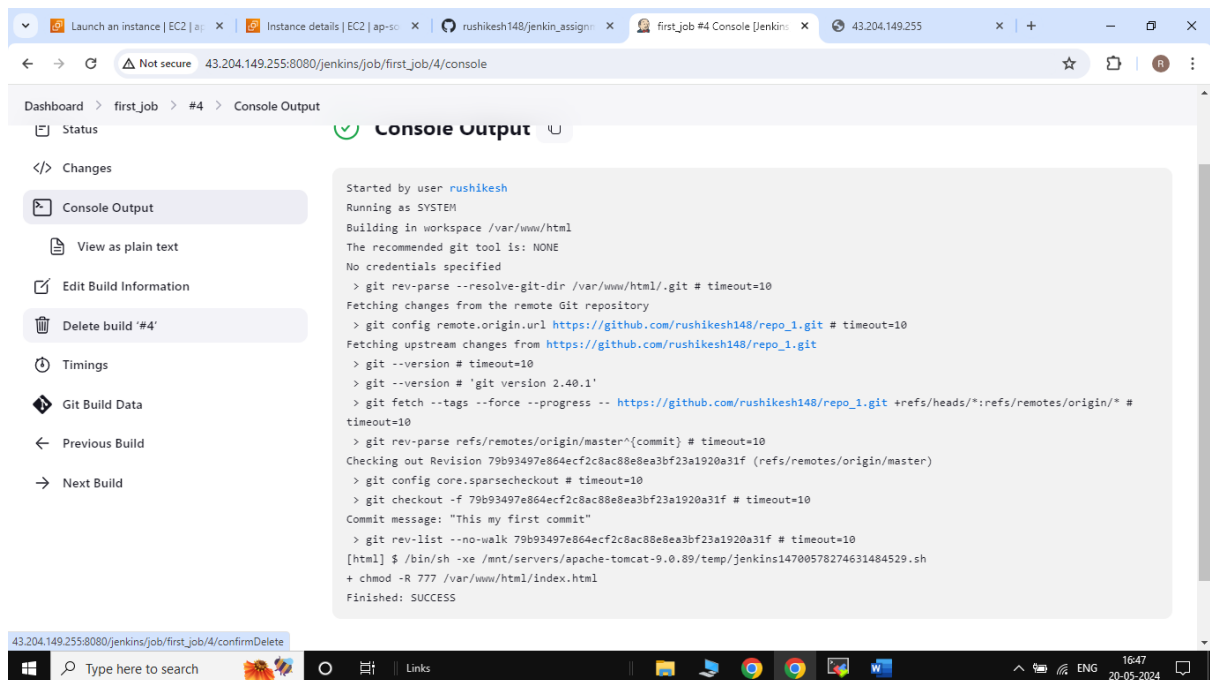 Launch an instance | EC2 | ap
Instance details | EC2 | ap-so
rushikesh148/jenkin_assignm
first_job #4 Console [Jenkins
43.204.149.255
Not secure
43.204.149.255:8080/jenkins/job/first_job/4/console
R
Dashboard > first_job > #4 > Console Output
Status
Changes
Console Output
View as plain text
Edit Build Information
Delete build '#4'
Timings
Git Build Data
Previous Build
Next Build
Console Output
Started by user rushikesh
Running as SYSTEM
Building in workspace /var/www/html
The recommended git tool is: NONE
No credentials specified
> git rev-parse --resolve-git-dir /var/www/html/.git # timeout=10
Fetching changes from the remote Git repository
> git config remote.origin.url https://github.com/rushikesh148/repo_1.git # timeout=10
Fetching upstream changes from https://github.com/rushikesh148/repo_1.git
> git --version # timeout=10
> git --version # 'git version 2.40.1'
> git fetch --tags --force --progress -- https://github.com/rushikesh148/repo_1.git +refs/heads/*:refs/remotes/origin/* #
timeout=10
> git rev-parse refs/remotes/origin/master^{commit} # timeout=10
Checking out Revision 79b93497e864ecf2c8ac88e8ea3bf23a1920a31f (refs/remotes/origin/master)
> git config core.sparsecheckout # timeout=10
> git checkout -f 79b93497e864ecf2c8ac88e8ea3bf23a1920a31f # timeout=10
Commit message: "This my first commit"
> git rev-list --no-walk 79b93497e864ecf2c8ac88e8ea3bf23a1920a31f # timeout=10
[html] $ /bin/sh -xe /mnt/servers/apache-tomcat-9.0.89/temp/jenkins14700578274631484529.sh
+ chmod -R 777 /var/www/html/index.html
Finished: SUCCESS
43.204.149.255:8080/jenkins/job/first_job/4/confirmDelete
Type here to search
Links
ENG
16:47
20-05-2024